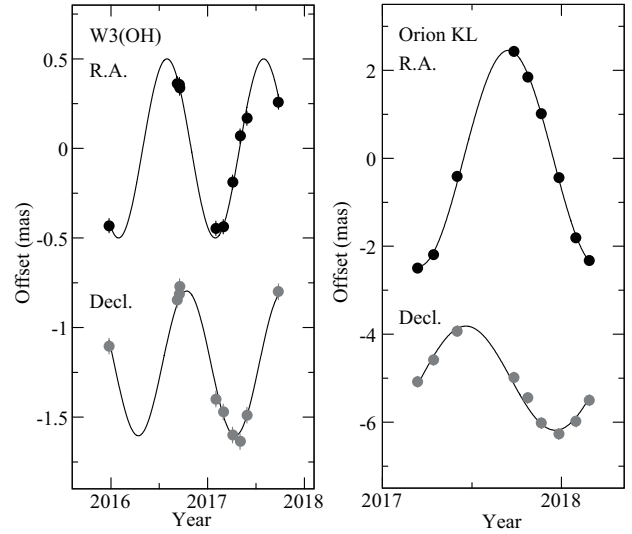 W3(OH)
R.A.
Decl.
0.5
0
-0.5
-1
-1.5
Offset (mas)
2016
2017
2018
Year
Orion KL
R.A.
Decl.
2
0
-2
-4
-6
Offset (mas)
2017
2018
Year